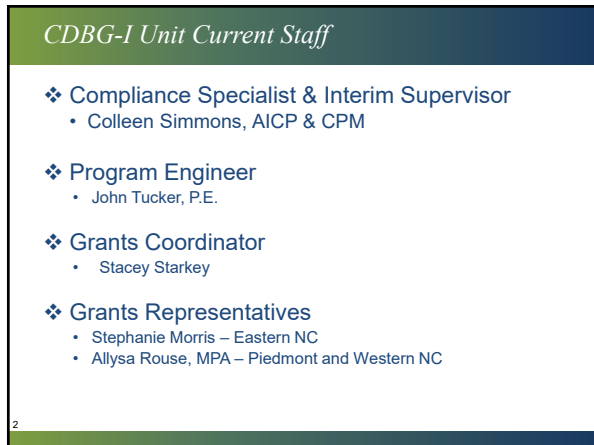 CDBG-I Unit Current Staff
❖ Compliance Specialist & Interim Supervisor
• Colleen Simmons, AICP & CPM
❖ Program Engineer
• John Tucker, P.E.
❖ Grants Coordinator
• Stacey Starkey
❖ Grants Representatives
• Stephanie Morris – Eastern NC
• Allysa Rouse, MPA – Piedmont and Western NC
2